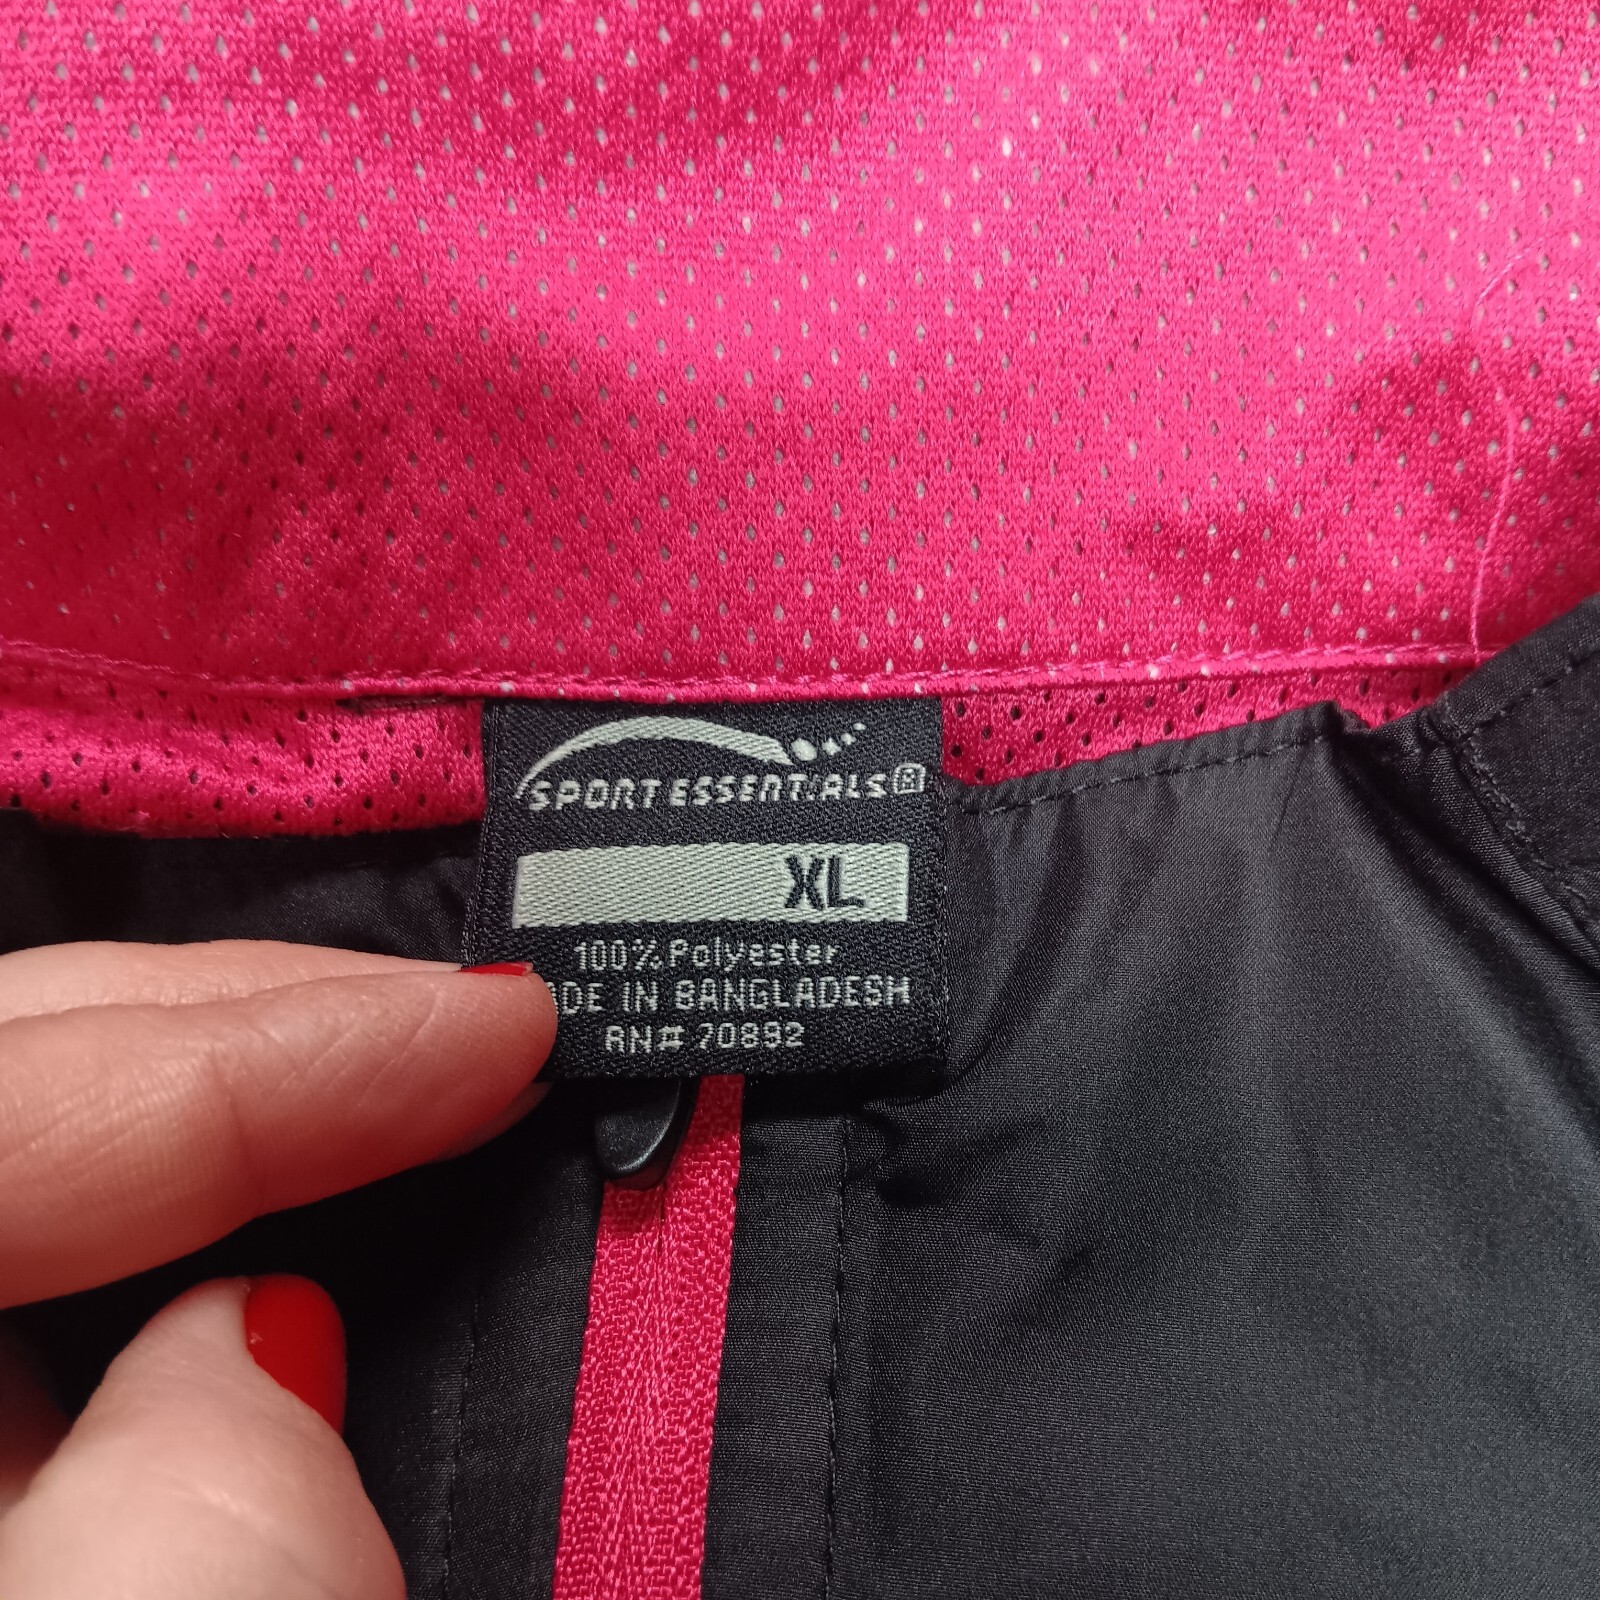 SPORT ESSENTIALS®
XL
100% Polyester
ADE IN BANGLADESH
RN# 70892